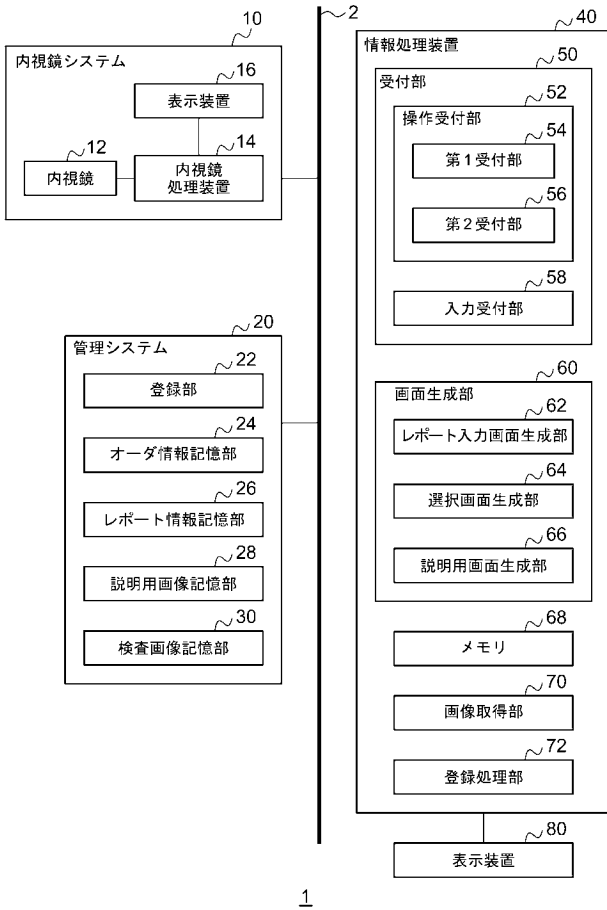 10
内視鏡システム
16
表示装置
12
内視鏡
14
内視鏡
処理装置
2
20
管理システム
22
登録部
24
オーダ情報記憶部
26
レポート情報記憶部
28
説明用画像記憶部
30
検査画像記憶部
40
情報処理装置
50
受付部
52
操作受付部
54
第1受付部
56
第2受付部
58
入力受付部
60
画面生成部
62
レポート入力画面生成部
64
選択画面生成部
66
説明用画面生成部
68
メモリ
70
画像取得部
72
登録処理部
80
表示装置
1